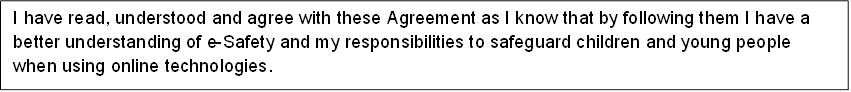 I have read, understood and agree with these Agreement as I know that by following them I have a
better understanding of e-Safety and my responsibilities to safeguard children and young people
when using online technologies.